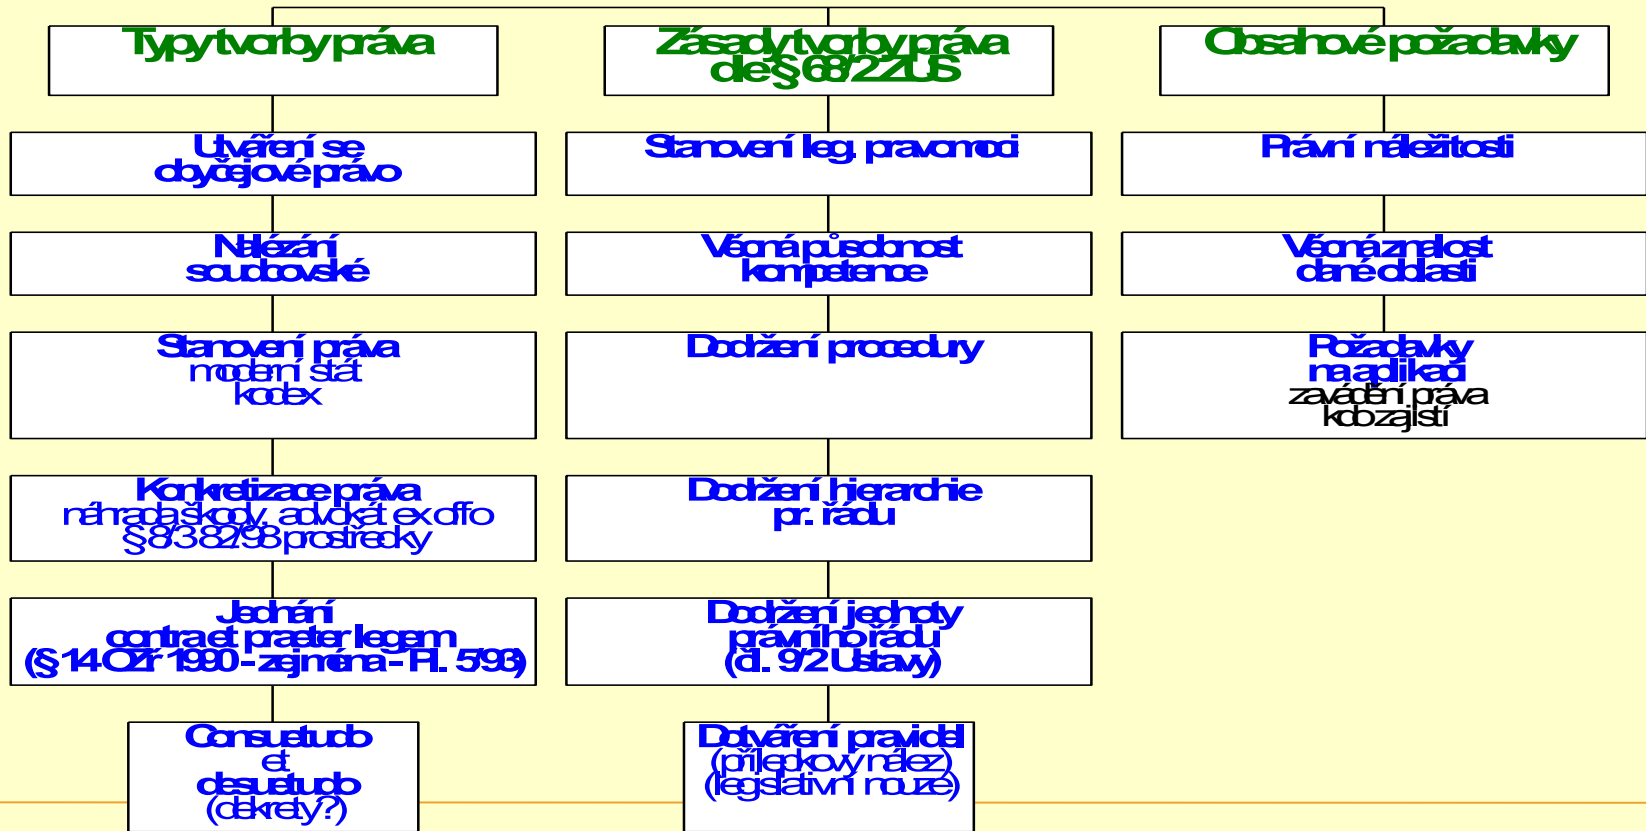 Typy tvorby práva
Zásady tvorby práva
dle § 68/2 ZÚS
Obsahové požadavky
Utváření se
obyčejové právo
Nalézání
soudcovské
Stanovení práva
moderní stát
kodex
Konkretizace práva
náhrada škody, advokát ex offo
§ 8/3 82/98 prostředky
Jednání
contra et praeter legem
(§ 14 OZř 1990 - zejména - Pl. 5/93)
Consuetudo
et
desuetudo
(dekrety?)
Stanovení leg. pravomoci
Věcná působnost
kompetence
Dodržení procedury
Dodržení hierarchie
pr. řádu
Dodržení jednoty
právního řádu
(čl. 9/2 Ústavy)
Dotváření pravidel
(přílepkový nález)
(legislativní nouze)
Právní náležitosti
Věcná znalost
dané oblasti
Požadavky
na aplikaci
zavádění práva
kdo zajistí